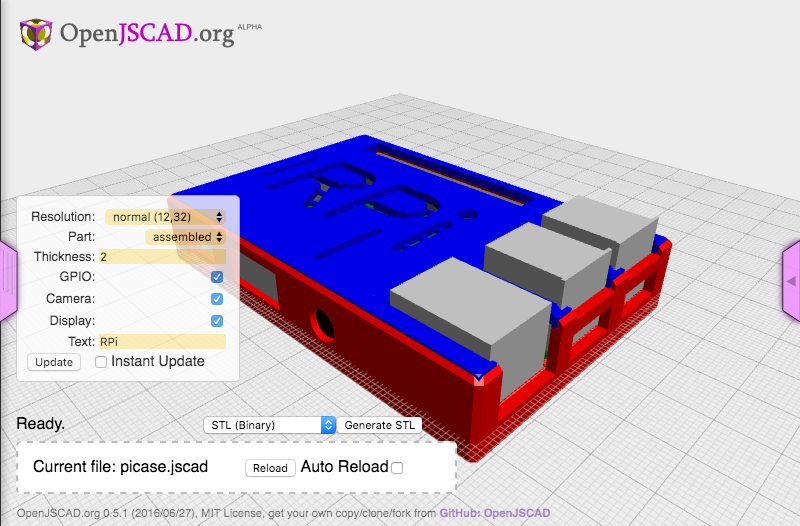 OpenJSCAD.org ALPHA
Resolution: normal (12,32)
Part: assembled
Thickness: 2
GPIO:
Camera:
Display:
Text: RPi
Update Instant Update
Ready. STL (Binary) Generate STL
Current file: picase.jscad Reload Auto Reload
OpenJSCAD.org 0.5.1 (2016/06/27), MIT License, get your own copy/clone/fork from GitHub: OpenJSCAD
RPi